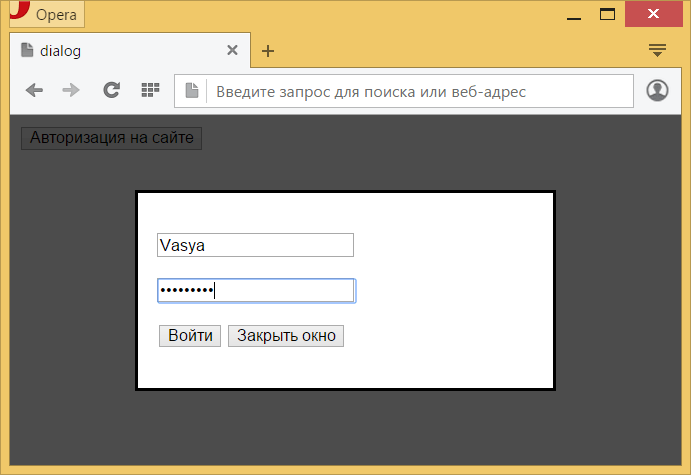 Opera
dialog
Введите запрос для поиска или веб-адрес
Авторизация на сайте
Vasya
•••••••••
Войти Закрыть окно